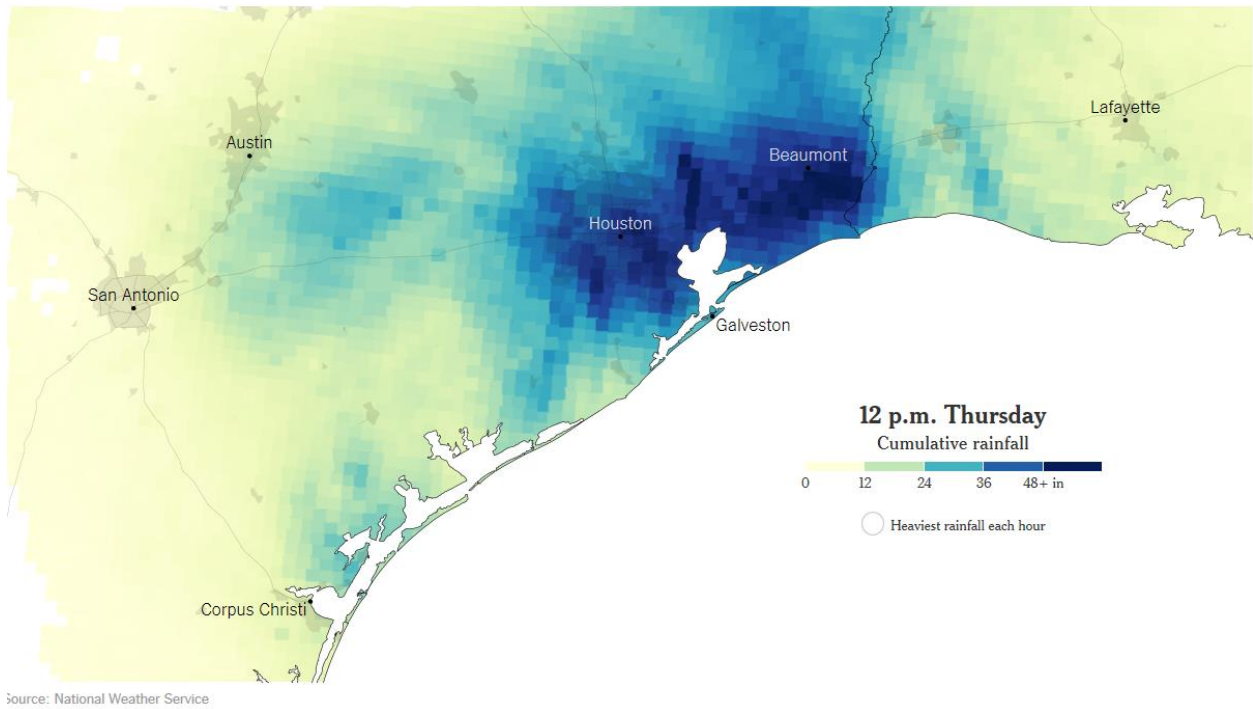 Austin
Lafayette
Beaumont
Houston
San Antonio
Galveston
12 p.m. Thursday
Cumulative rainfall
0 12 24 36 48+ in
Heaviest rainfall each hour
Corpus Christi
Source: National Weather Service